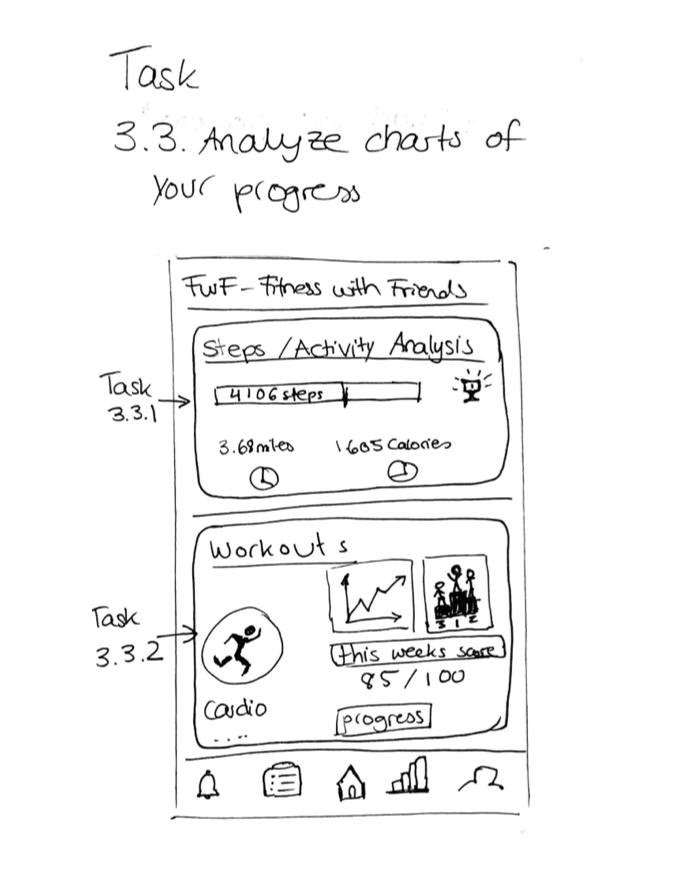 Task
3.3. Analyze charts of
your progress
FWF - Fitness with Friends
Steps / Activity Analysis
Task
3.3.1
4106 steps
3.68 miles
1605 Calories
Workouts
Task
3.3.2
3 1 2
this weeks score
85/100
Cardio
....
progress